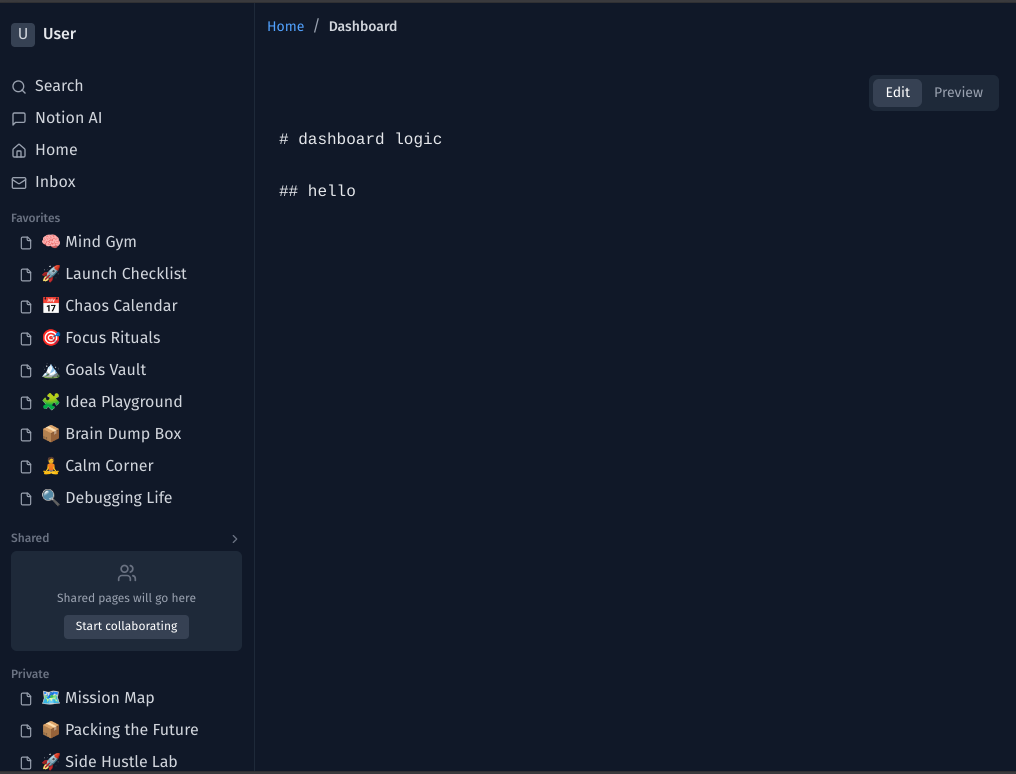 U User
Search
Notion AI
Home
Inbox
Favorites
🧠 Mind Gym
🚀 Launch Checklist
📅 Chaos Calendar
🎯 Focus Rituals
🏔️ Goals Vault
🧩 Idea Playground
📦 Brain Dump Box
🧘 Calm Corner
🔍 Debugging Life
Shared
Shared pages will go here
Start collaborating
Private
🗺️ Mission Map
📦 Packing the Future
🚀 Side Hustle Lab
Home / Dashboard
Edit Preview
# dashboard logic
## hello